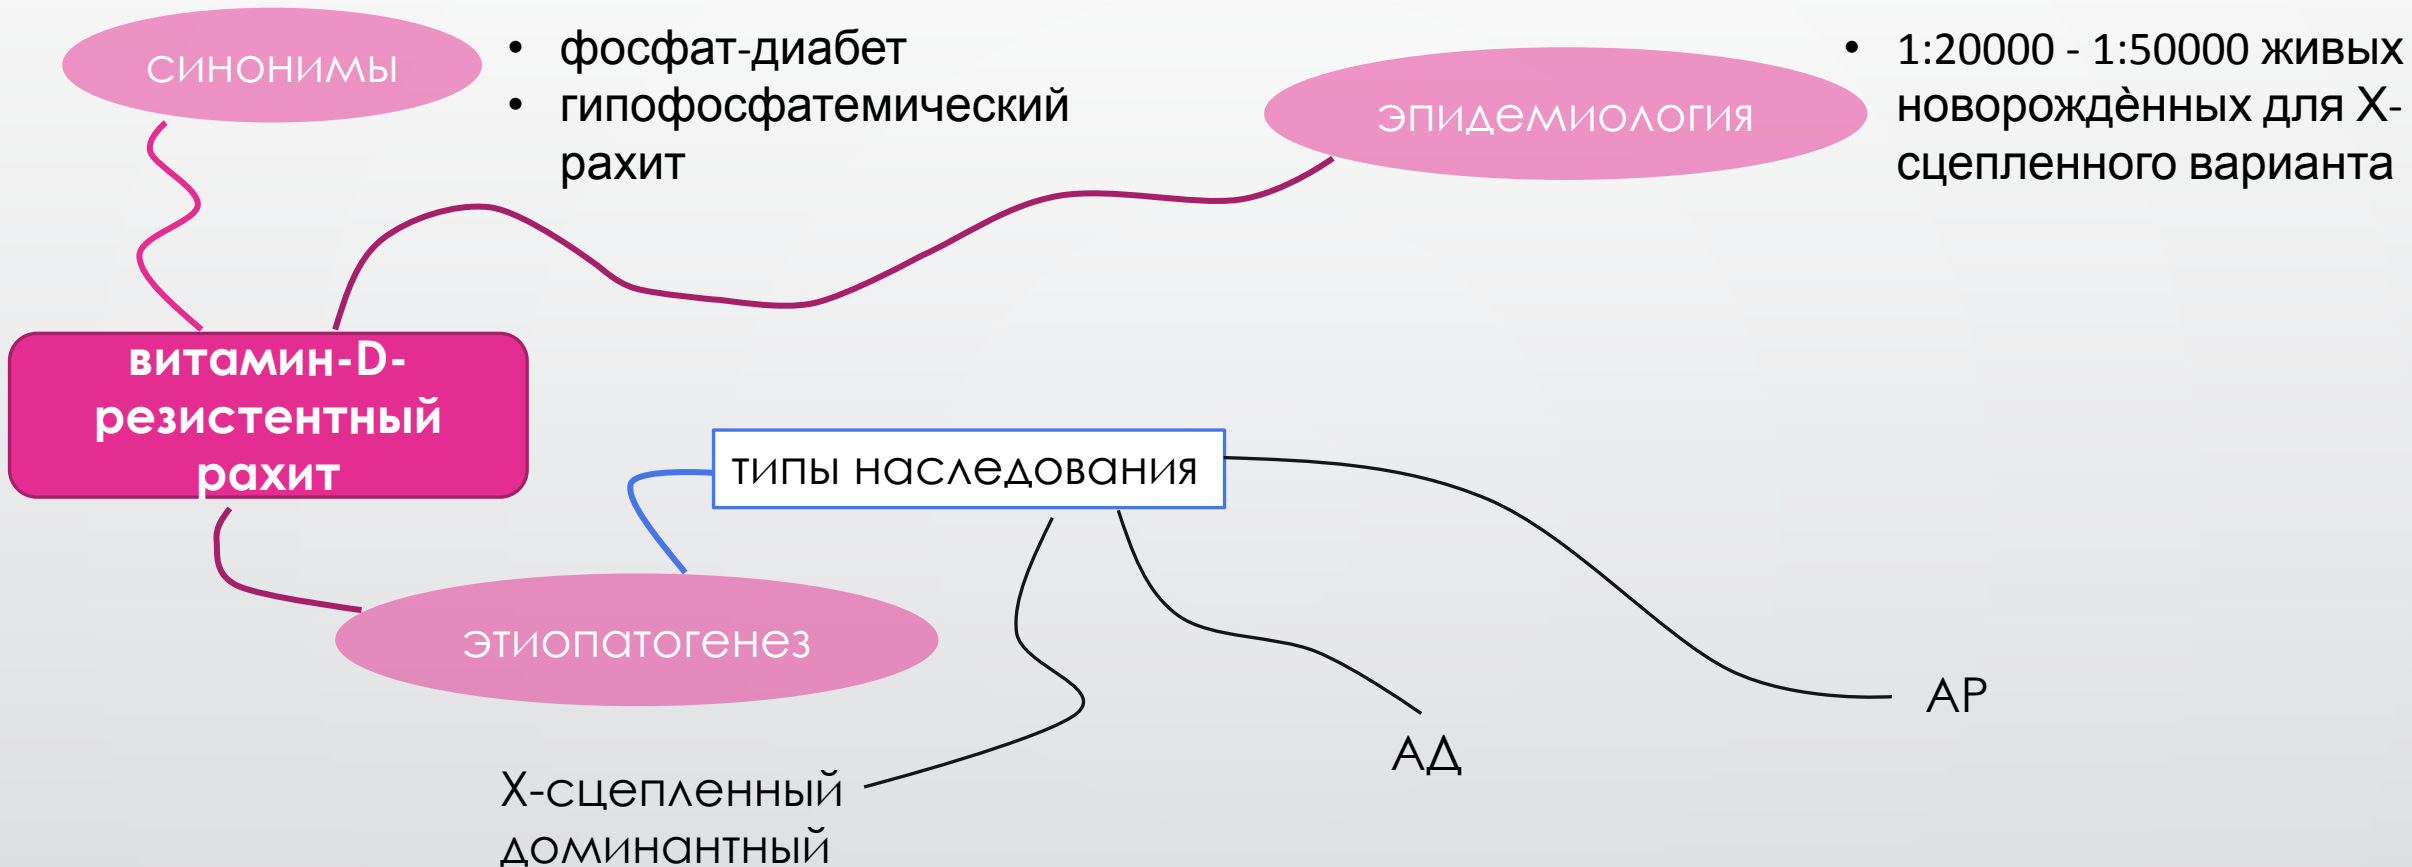 синонимы
• фосфат-диабет
• гипофосфатемический
рахит
эпидемиология
• 1:20000 - 1:50000 живых
новорождѐнных для Х-
сцепленного варианта
витамин-D-
резистентный
рахит
типы наследования
этиопатогенез
АР
АД
Х-сцепленный
доминантный